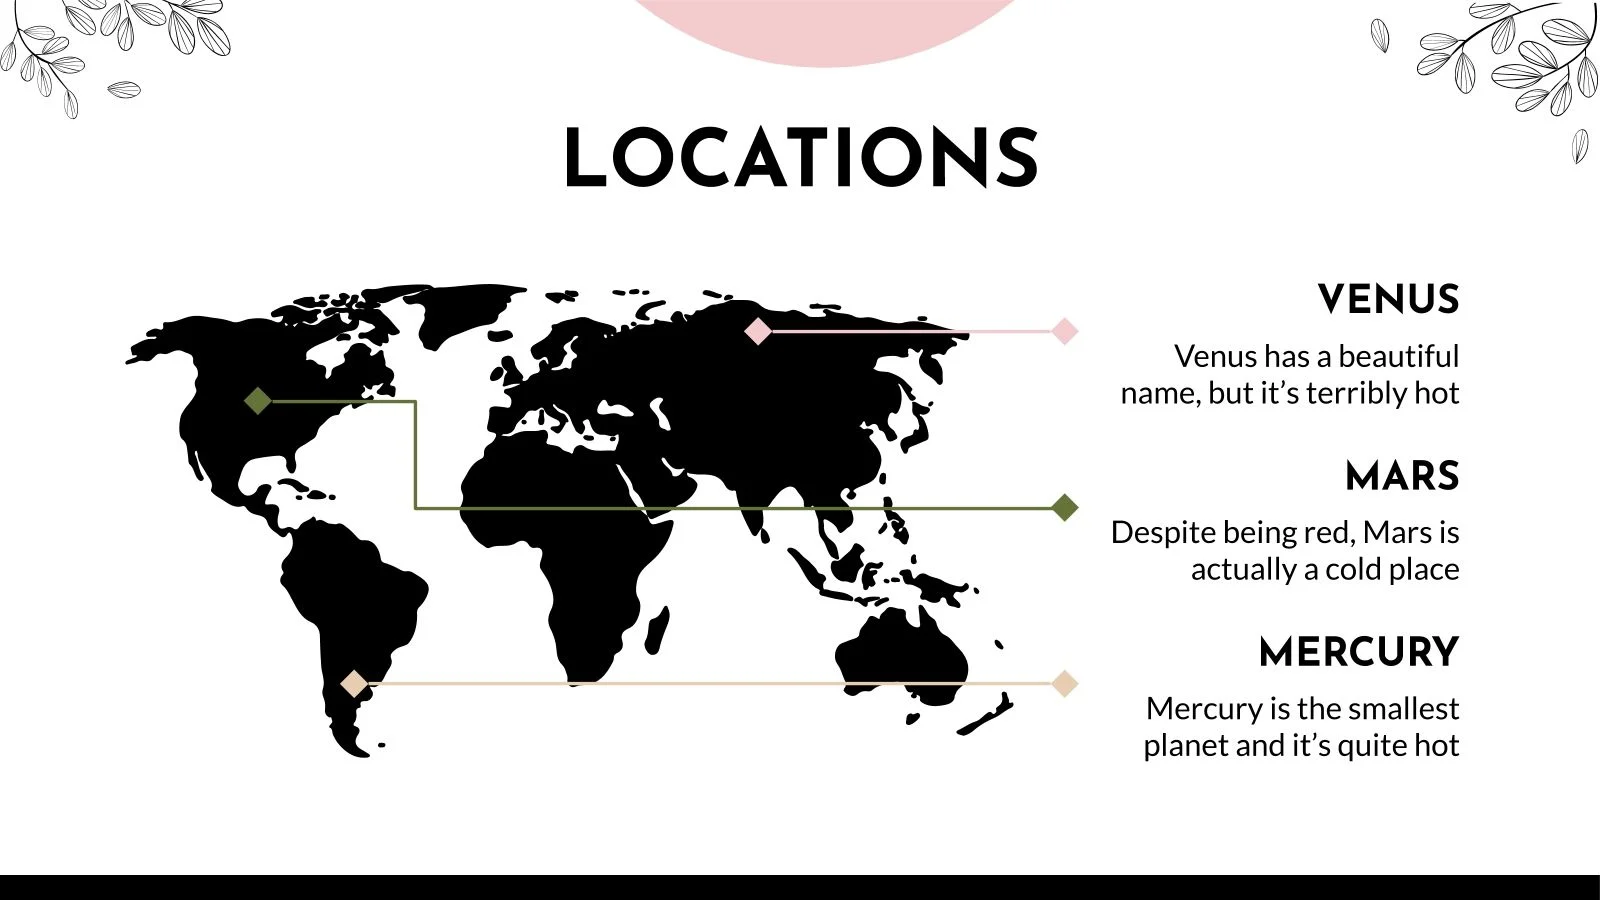 LOCATIONS
VENUS
Venus has a beautiful
name, but it’s terribly hot
MARS
Despite being red, Mars is
actually a cold place
MERCURY
Mercury is the smallest
planet and it’s quite hot